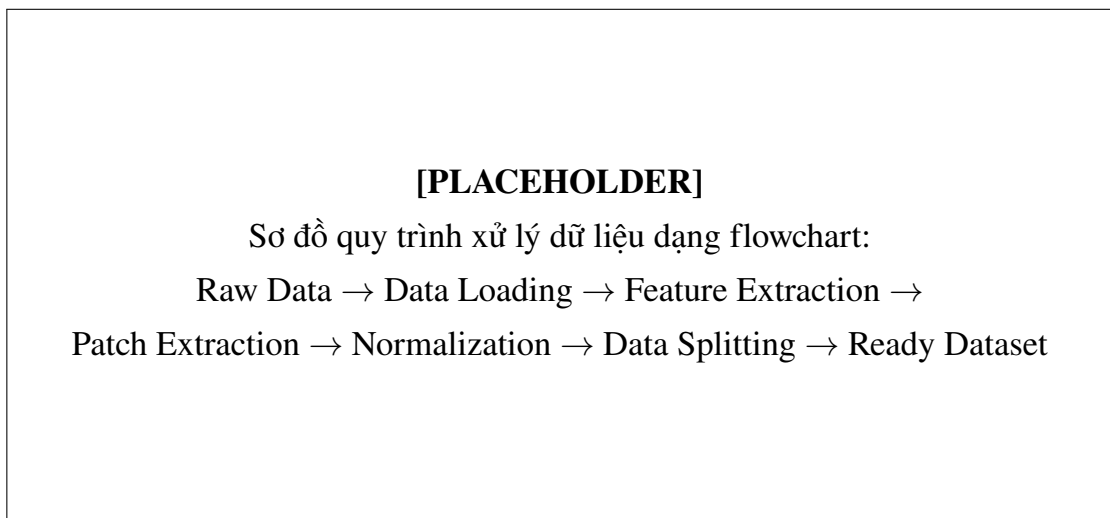 [PLACEHOLDER]
Sơ đồ quy trình xử lý dữ liệu dạng flowchart:
Raw Data → Data Loading → Feature Extraction →
Patch Extraction → Normalization → Data Splitting → Ready Dataset